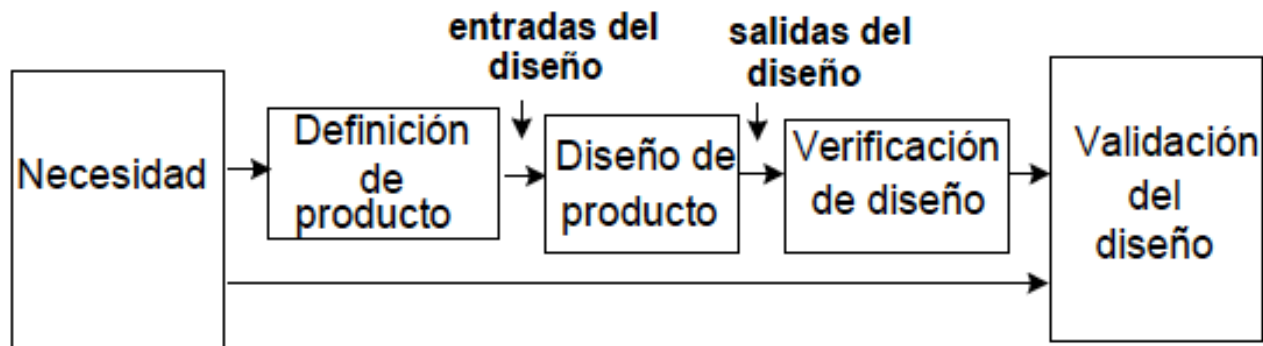 entradas del
diseño
salidas del
diseño
Necesidad
Definición
de
producto
Diseño de
producto
Verificación
de diseño
Validación
del
diseño